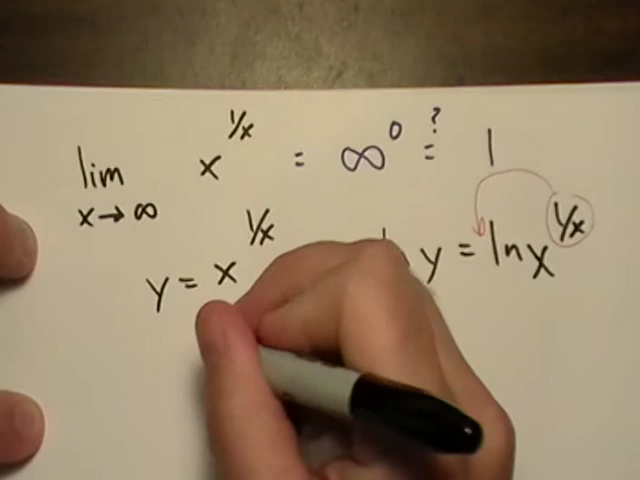 lim x→∞ x^1/x = ∞^0 ?= 1
y = x^1/x y = ln x^1/x